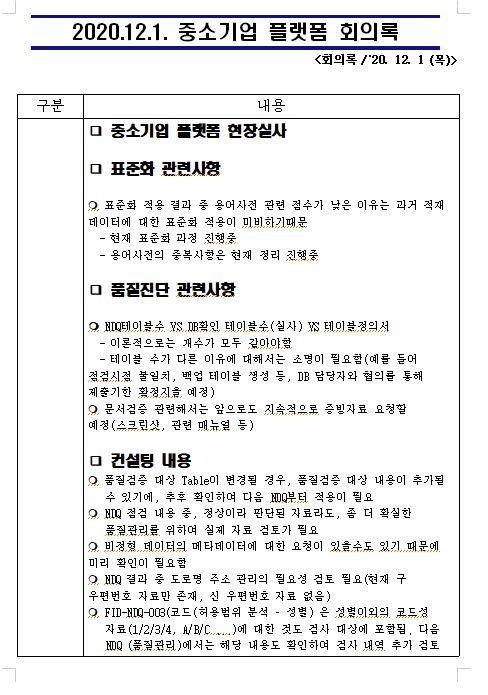 2020.12.1. 중소기업 플랫폼 회의록
<회의록 /'20. 12. 1 (목)>
구분 내용
□ 중소기업 플랫폼 현장실사
□ 표준화 관련사항
❍ 표준화 적용 결과 중 용어사전 관련 점수가 낮은 이유는 과거 적재
데이터에 대한 표준화 적용이 미비하기때문
- 현재 표준화 과정 진행중
- 용어사전의 중복사항은 현재 정리 진행중
□ 품질진단 관련사항
❍ NDQ테이블수 VS DB확인 테이블수(실사) VS 테이블정의서
- 이론적으로는 개수가 모두 같아야함
- 테이블 수가 다른 이유에 대해서는 소명이 필요함(예를 들어
점검시점 불일치, 백업 테이블 생성 등, DB 담당자와 협의를 통해
제출기한 확정지을 예정)
❍ 문서검증 관련해서는 앞으로도 지속적으로 증빙자료 요청할
예정(스크린샷, 관련 매뉴얼 등)
□ 컨설팅 내용
❍ 품질검증 대상 Table이 변경될 경우, 품질검증 대상 내용이 추가될
수 있기에, 추후 확인하여 다음 NDQ부터 적용이 필요
❍ NDQ 점검 내용 중, 정상이라 판단된 자료라도, 좀 더 확실한
품질관리를 위하여 실제 자료 검토가 필요
❍ 비정형 데이터의 메타데이터에 대한 요청이 있을수도 있기 때문에
미리 확인이 필요함
❍ NDQ 결과 중 도로명 주소 관리의 필요성 검토 필요(현재 구
우편번호 자료만 존재, 신 우편번호 자료 없음)
❍ FID-NDQ-003(코드(허용범위 분석 - 성별) 은 성별이외의 코드성
자료(1/2/3/4, A/B/C ...)에 대한 것도 검사 대상에 포함됨, 다음
NDQ (품질관리)에서는 해당 내용도 확인하여 검사 내역 추가 검토